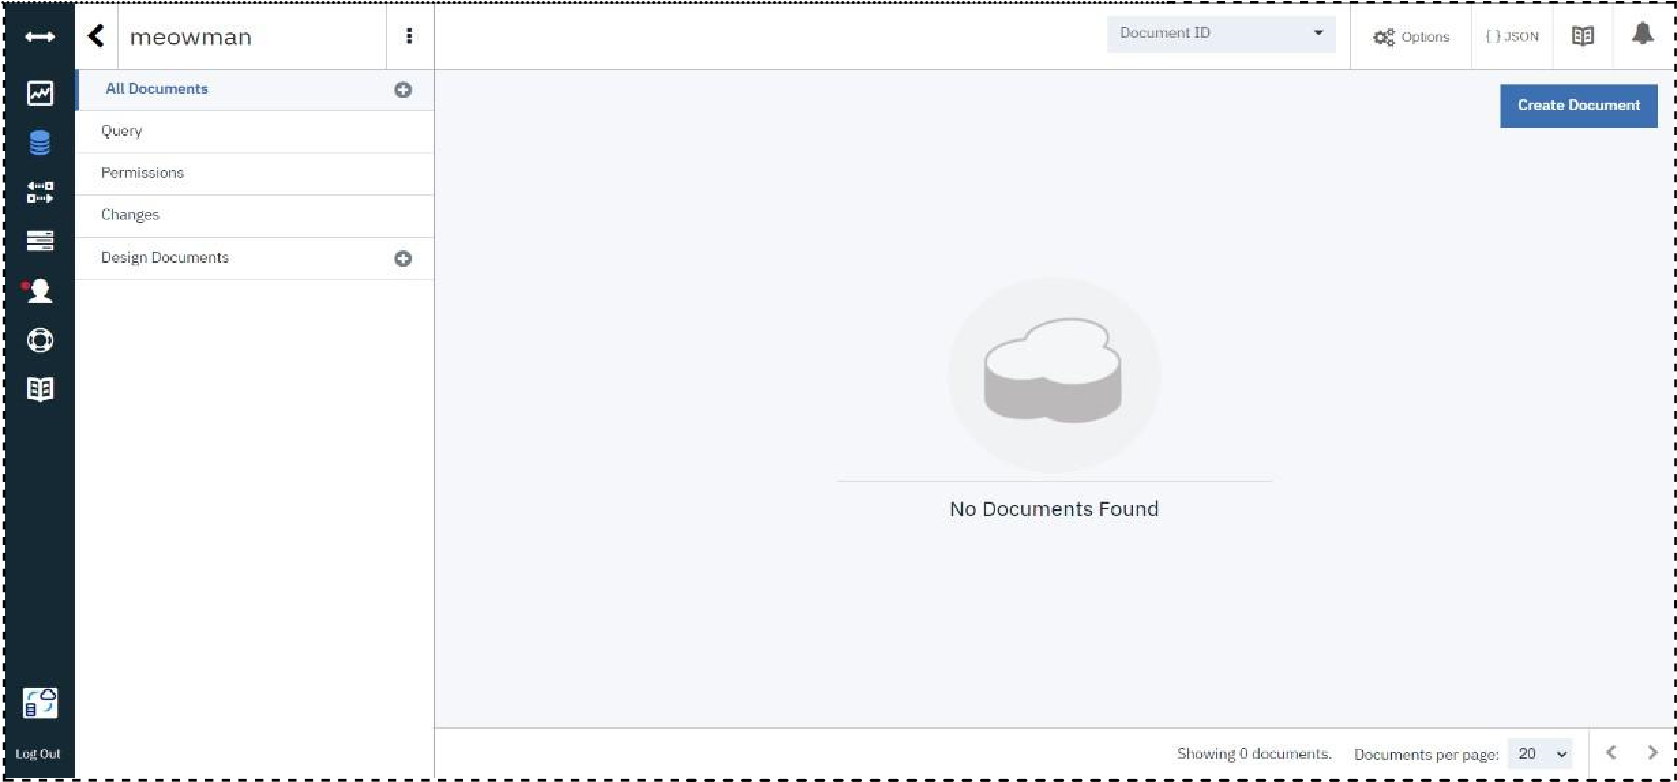 meowman
Document ID
Options
{ } JSON
All Documents
Create Document
Query
Permissions
Changes
Design Documents
No Documents Found
Log Out
Showing 0 documents.
Documents per page:
20